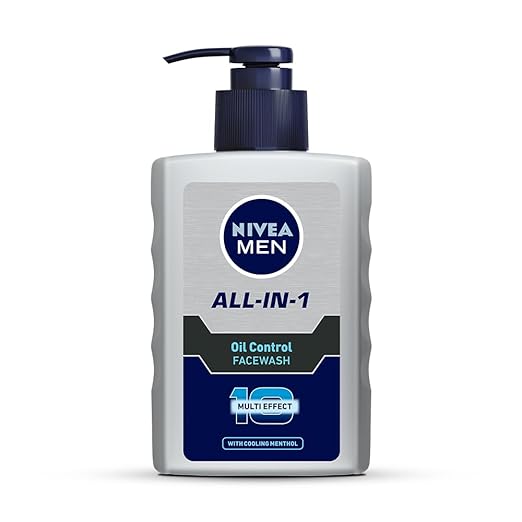 NIVEA
MEN
ALL-IN-1
Oil Control
FACEWASH
10
MULTI EFFECT
WITH COOLING MENTHOL